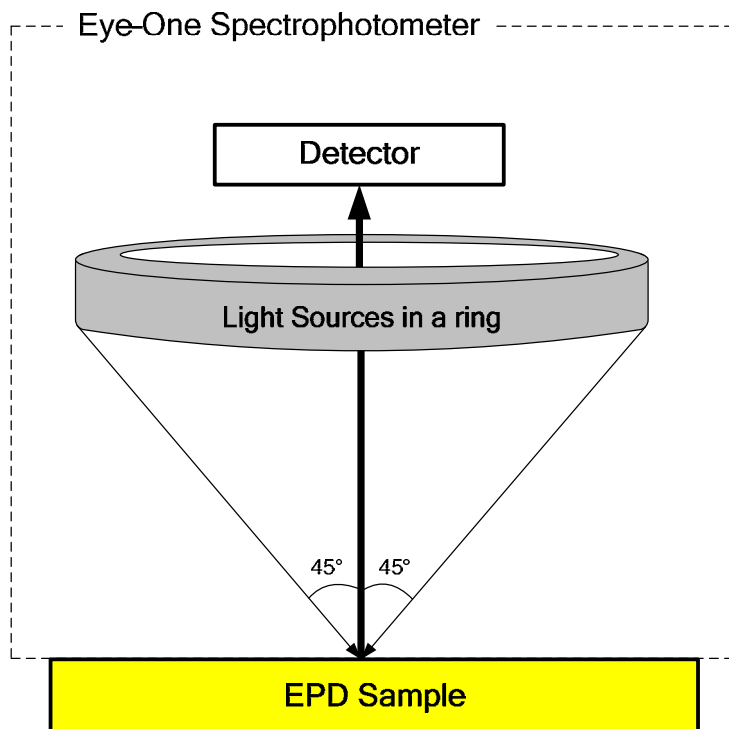 Eye-One Spectrophotometer
Detector
Light Sources in a ring
45° 45°
EPD Sample